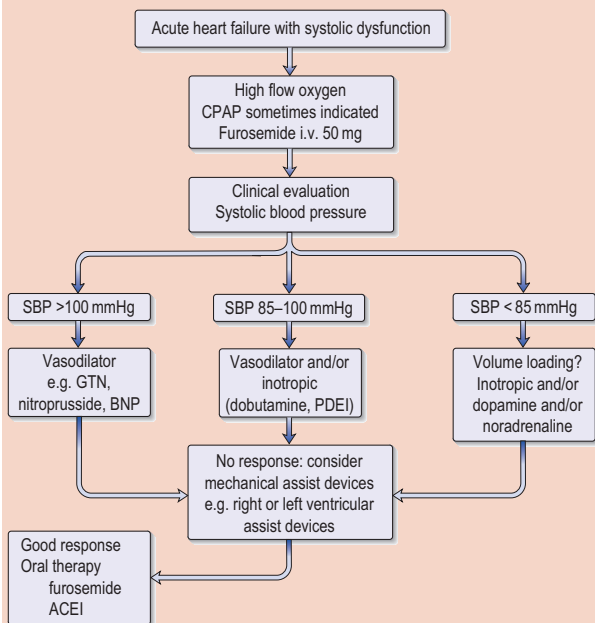 Acute heart failure with systolic dysfunction
High flow oxygen
CPAP sometimes indicated
Furosemide i.v. 50 mg
Clinical evaluation
Systolic blood pressure
SBP >100 mmHg
SBP 85–100 mmHg
SBP <85 mmHg
Vasodilator
e.g. GTN,
nitroprusside, BNP
Vasodilator and/or
inotropic
(dobutamine, PDEI)
Volume loading?
Inotropic and/or
dopamine and/or
noradrenaline
No response: consider
mechanical assist devices
e.g. right or left ventricular
assist devices
Good response
Oral therapy
furosemide
ACEI